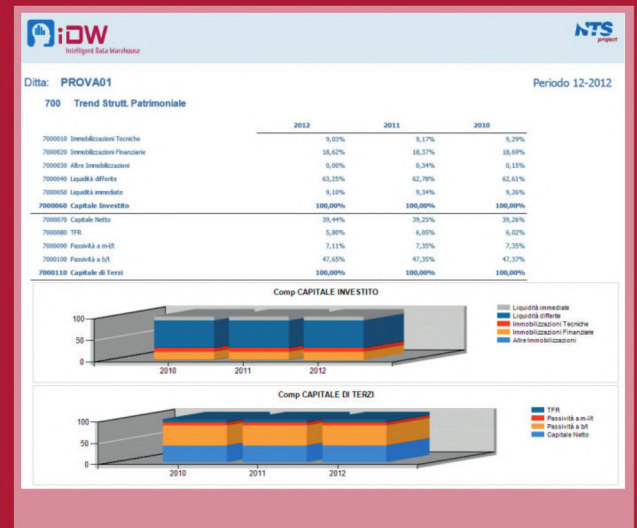 iDW
Intelligent Data Warehouse
NTS
project
Ditta: PROVA01
Periodo 12-2012
700 Trend Strutt. Patrimoniale
2012 2011 2010
7000010 Immobilizzazioni Tecniche 9,03% 9,17% 9,29%
7000020 Immobilizzazioni Finanziarie 18,62% 18,37% 18,69%
7000030 Altre Immobilizzazioni 0,00% 0,34% 0,15%
7000040 Liquidità differite 63,25% 62,78% 62,61%
7000050 Liquidità immediate 9,10% 9,34% 9,26%
7000060 Capitale Investito 100,00% 100,00% 100,00%
7000070 Capitale Netto 39,44% 39,25% 39,26%
7000080 TFR 5,80% 6,05% 6,02%
7000090 Passività a m-l/t 7,11% 7,35% 7,35%
7000100 Passività a b/t 47,65% 47,35% 47,37%
7000110 Capitale di Terzi 100,00% 100,00% 100,00%
Comp CAPITALE INVESTITO
100
50
0
2010 2011 2012
Liquidità immediate
Liquidità differite
Immobilizzazioni Tecniche
Immobilizzazioni Finanziarie
Altre Immobilizzazioni
Comp CAPITALE DI TERZI
100
50
0
2010 2011 2012
TFR
Passività a m-l/t
Passività a b/t
Capitale Netto